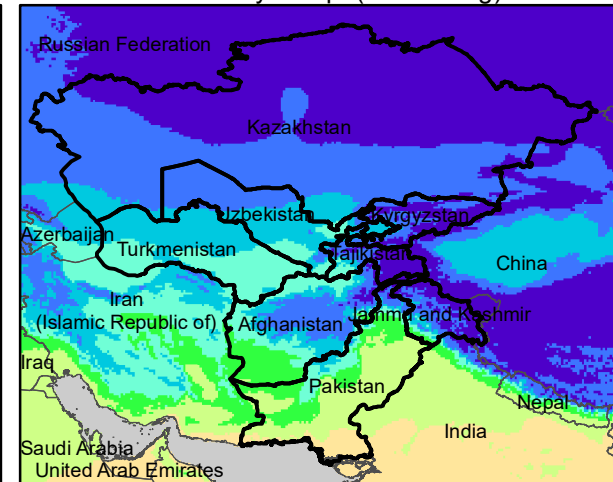 Russian Federation
Kazakhstan
Uzbekistan
Kyrgyzstan
Azerbaijan
Turkmenistan
Tajikistan
China
Iran
(Islamic Republic of)
Afghanistan
Jammu and Kashmir
Iraq
Pakistan
Nepal
India
Saudi Arabia
United Arab Emirates